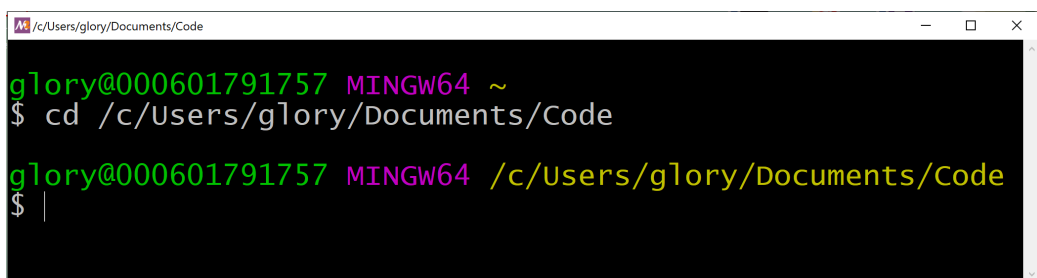 /c/Users/glory/Documents/Code
glory@000601791757 MINGW64 ~
$ cd /c/Users/glory/Documents/Code
glory@000601791757 MINGW64 /c/Users/glory/Documents/Code
$